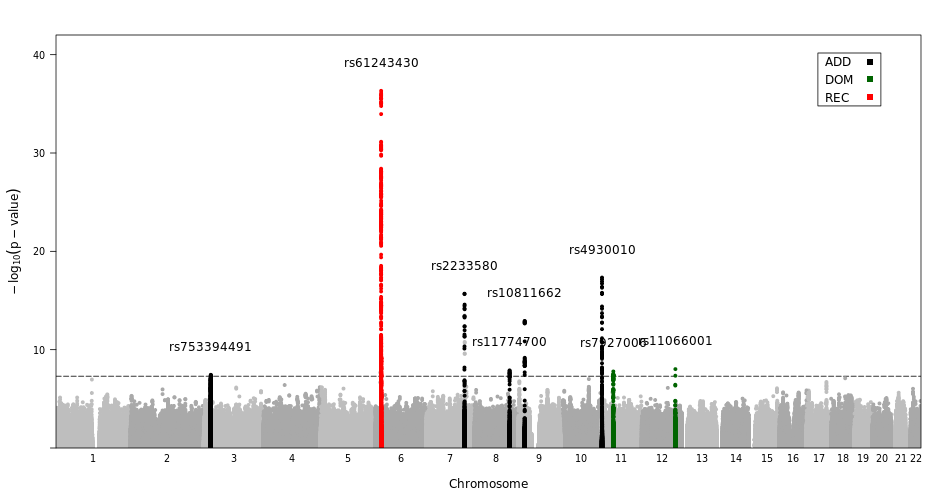 40
30
20
10
−log10(p − value)
rs61243430
rs4930010
rs2233580
rs10811662
rs753394491
rs11774700
rs7927006
rs11066001
ADD
DOM
REC
1 2 3 4 5 6 7 8 9 10 11 12 13 14 15 16 17 18 19 20 21 22
Chromosome